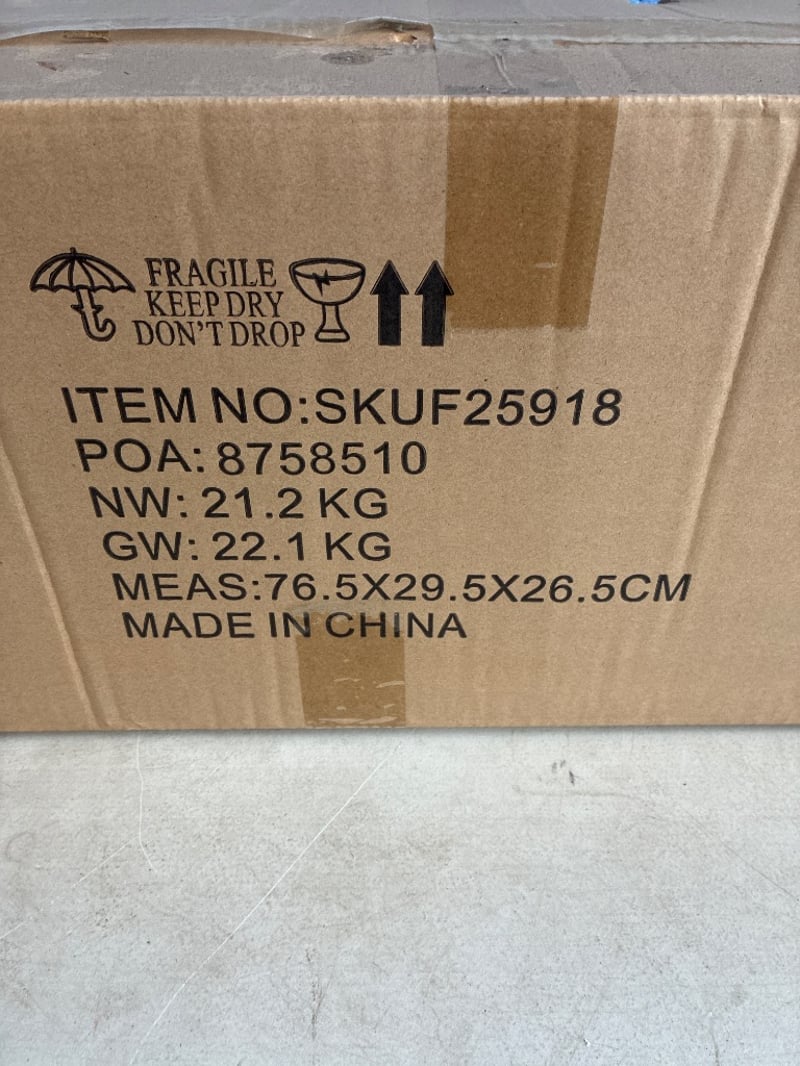 FRAGILE
KEEP DRY
DON'T DROP
ITEM NO:SKUF25918
POA: 8758510
NW: 21.2 KG
GW: 22.1 KG
MEAS:76.5X29.5X26.5CM
MADE IN CHINA